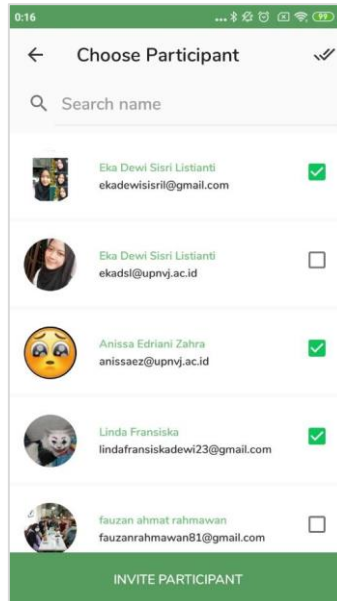 0:16
... 99
Choose Participant
Search name
Eka Dewi Sisri Listianti
ekadewisisril@gmail.com
Eka Dewi Sisri Listianti
ekadsl@upnvj.ac.id
Anissa Edriani Zahra
anissaez@upnvj.ac.id
Linda Fransiska
lindafransiskadewi23@gmail.com
fauzan ahmat rahmawan
fauzanrahmawan81@gmail.com
INVITE PARTICIPANT